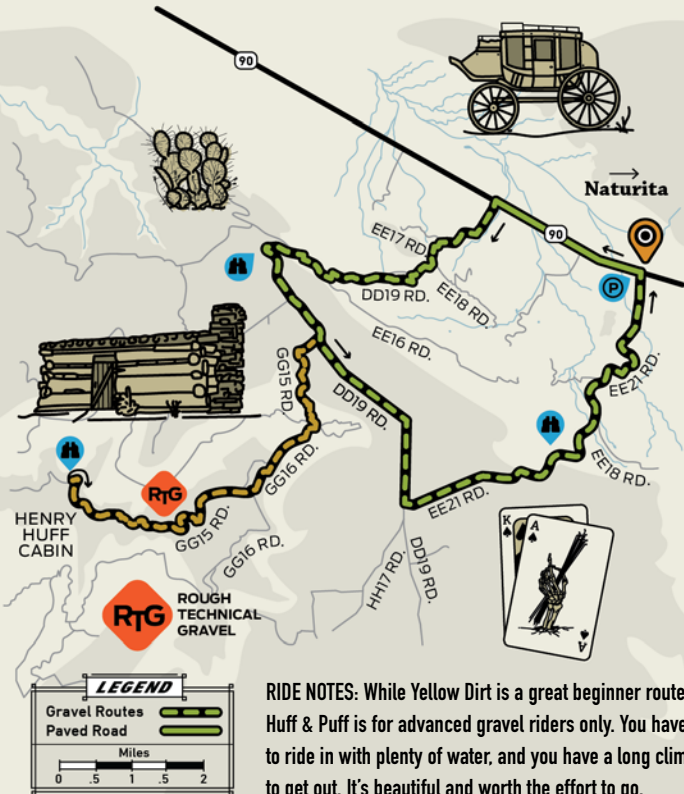 90
Naturita
90
P
EE17 RD.
EE18 RD.
DD19 RD.
EE16 RD.
EE21 RD.
GG15 RD.
DD19 RD.
GG16 RD.
EE18 RD.
RTG
EE21 RD.
HENRY
HUFF
CABIN
GG15 RD.
GG16 RD.
HH17 RD.
DD19 RD.
K
A
A
RTG
ROUGH
TECHNICAL
GRAVEL
LEGEND
Gravel Routes
Paved Road
Miles
0 .5 1 .5 2
RIDE NOTES: While Yellow Dirt is a great beginner route
Huff & Puff is for advanced gravel riders only. You have
to ride in with plenty of water, and you have a long clim
to get out. It's beautiful and worth the effort to go.